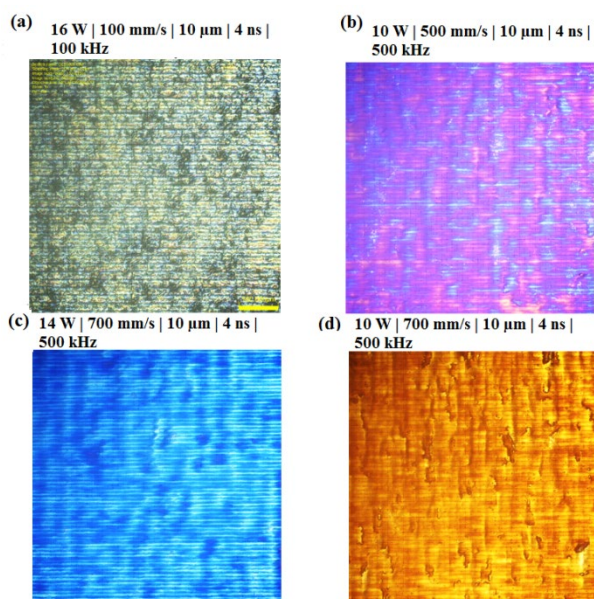 (a)
16 W | 100 mm/s | 10 µm | 4 ns |
100 kHz
(b)
10 W | 500 mm/s | 10 µm | 4 ns |
500 kHz
(c)
14 W | 700 mm/s | 10 µm | 4 ns |
500 kHz
(d)
10 W | 700 mm/s | 10 µm | 4 ns |
500 kHz